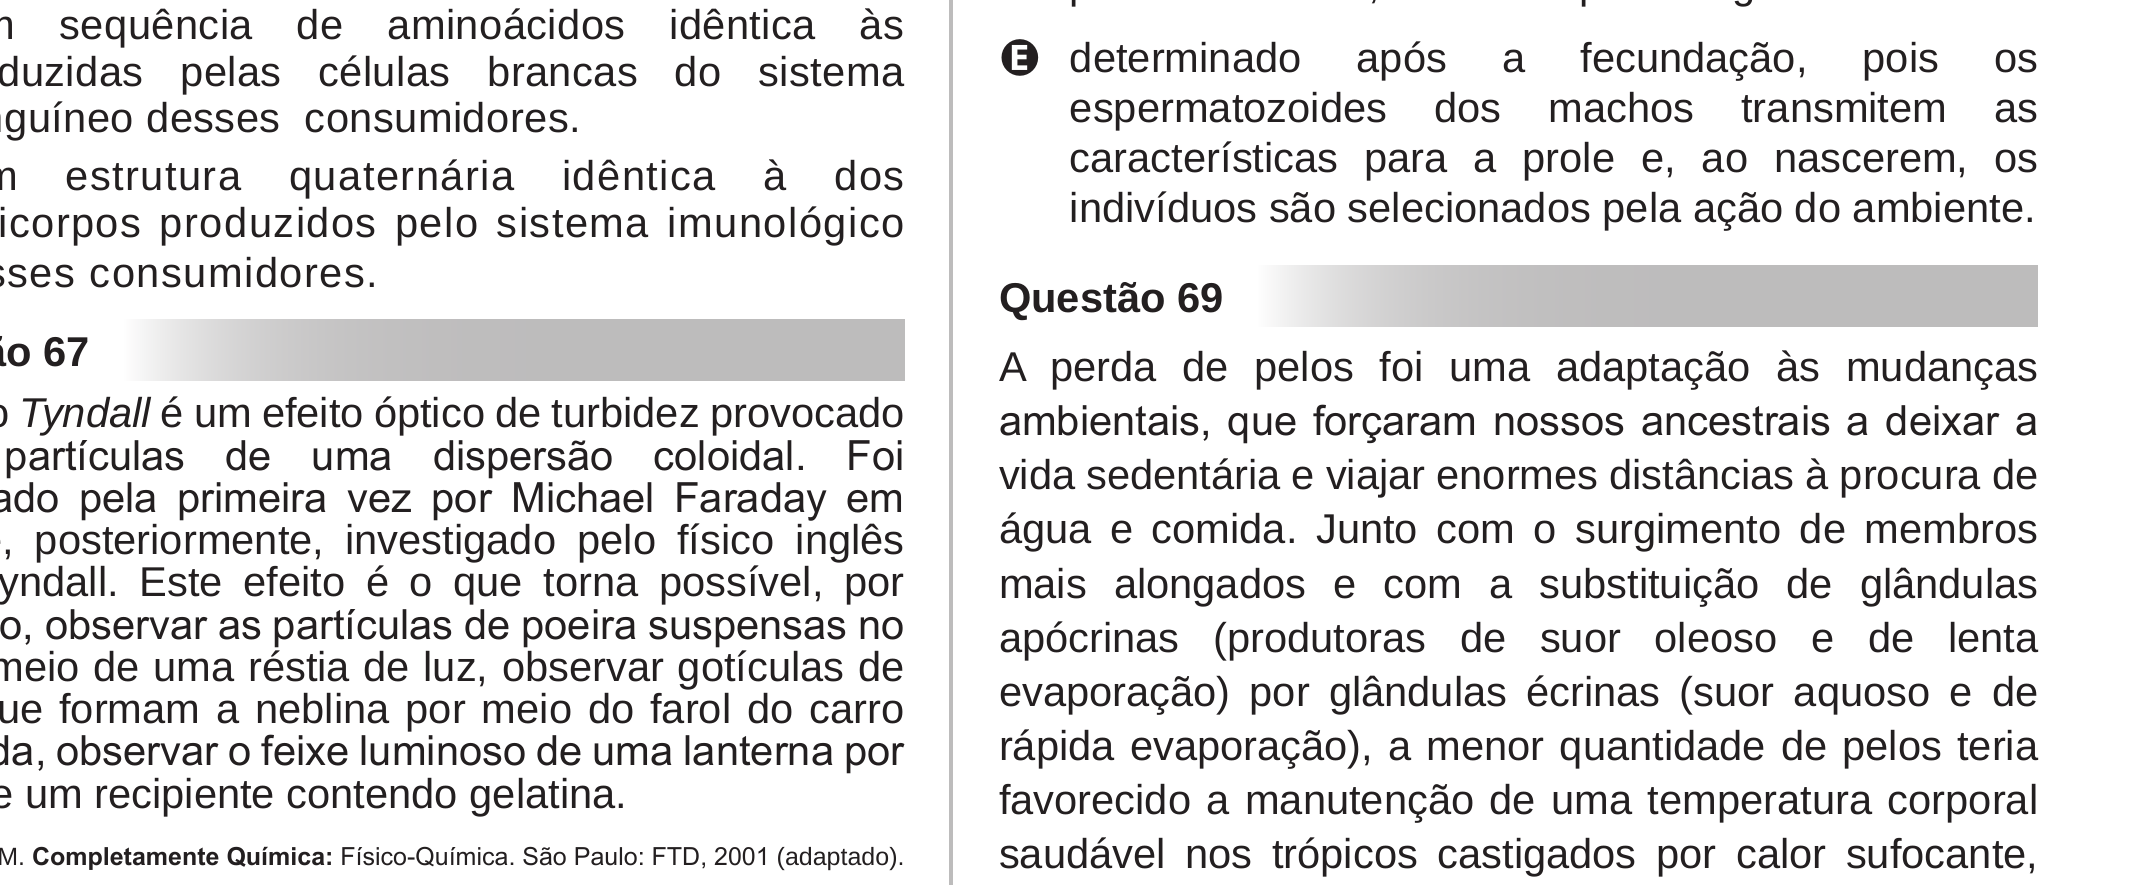 sequência de aminoácidos idêntica às
duzidas pelas células brancas do sistema
guíneo desses consumidores.
estrutura quaternária idêntica à dos
icorpos produzidos pelo sistema imunológico
sses consumidores.
ão 67
o Tyndall é um efeito óptico de turbidez provocado
partículas de uma dispersão coloidal. Foi
ado pela primeira vez por Michael Faraday em
, posteriormente, investigado pelo físico inglês
yndall. Este efeito é o que torna possível, por
o, observar as partículas de poeira suspensas no
meio de uma réstia de luz, observar gotículas de
ue formam a neblina por meio do farol do carro
da, observar o feixe luminoso de uma lanterna por
e um recipiente contendo gelatina.
M. Completamente Química: Físico-Química. São Paulo: FTD, 2001 (adaptado).
E determinado após a fecundação, pois os
espermatozoides dos machos transmitem as
características para a prole e, ao nascerem, os
indivíduos são selecionados pela ação do ambiente.
Questão 69
A perda de pelos foi uma adaptação às mudanças
ambientais, que forçaram nossos ancestrais a deixar a
vida sedentária e viajar enormes distâncias à procura de
água e comida. Junto com o surgimento de membros
mais alongados e com a substituição de glândulas
apócrinas (produtoras de suor oleoso e de lenta
evaporação) por glândulas écrinas (suor aquoso e de
rápida evaporação), a menor quantidade de pelos teria
favorecido a manutenção de uma temperatura corporal
saudável nos trópicos castigados por calor sufocante,